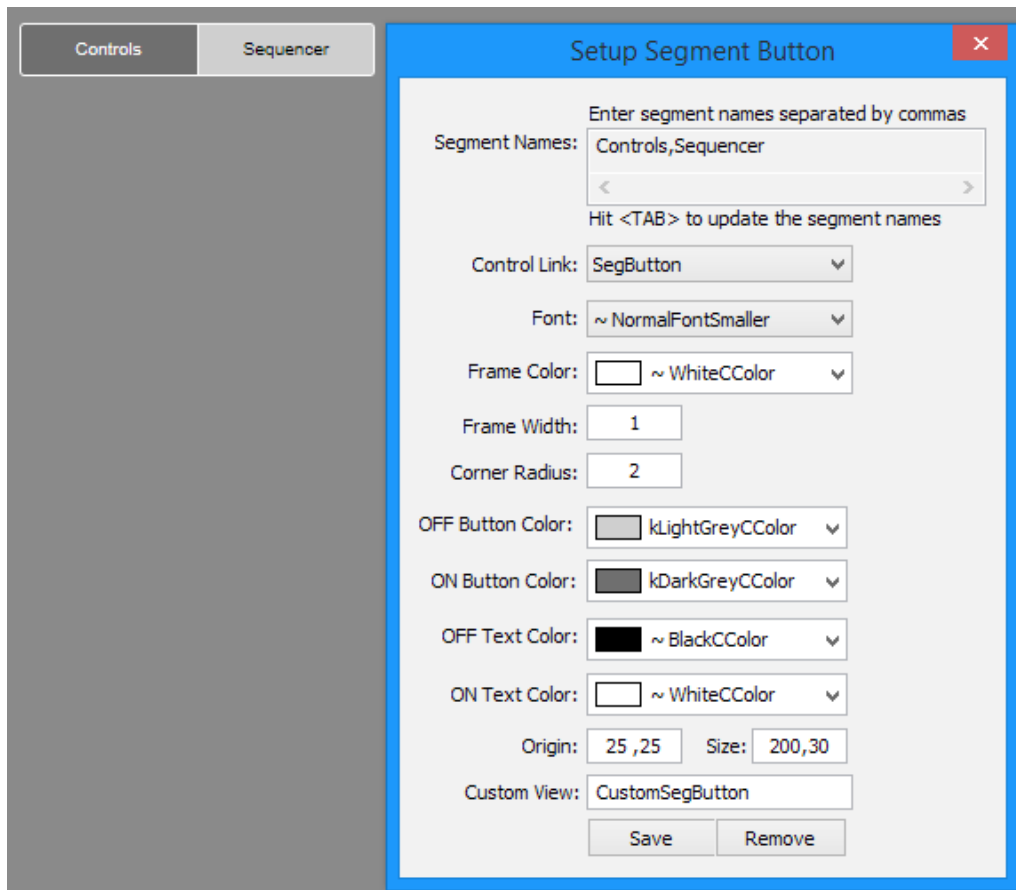 Controls Sequencer
Setup Segment Button
Enter segment names separated by commas
Segment Names: Controls,Sequencer
Hit <TAB> to update the segment names
Control Link: SegButton
Font: ~ NormalFontSmaller
Frame Color: ~ WhiteCColor
Frame Width: 1
Corner Radius: 2
OFF Button Color: kLightGreyCColor
ON Button Color: kDarkGreyCColor
OFF Text Color: ~ BlackCColor
ON Text Color: ~ WhiteCColor
Origin: 25 ,25 Size: 200,30
Custom View: CustomSegButton
Save Remove